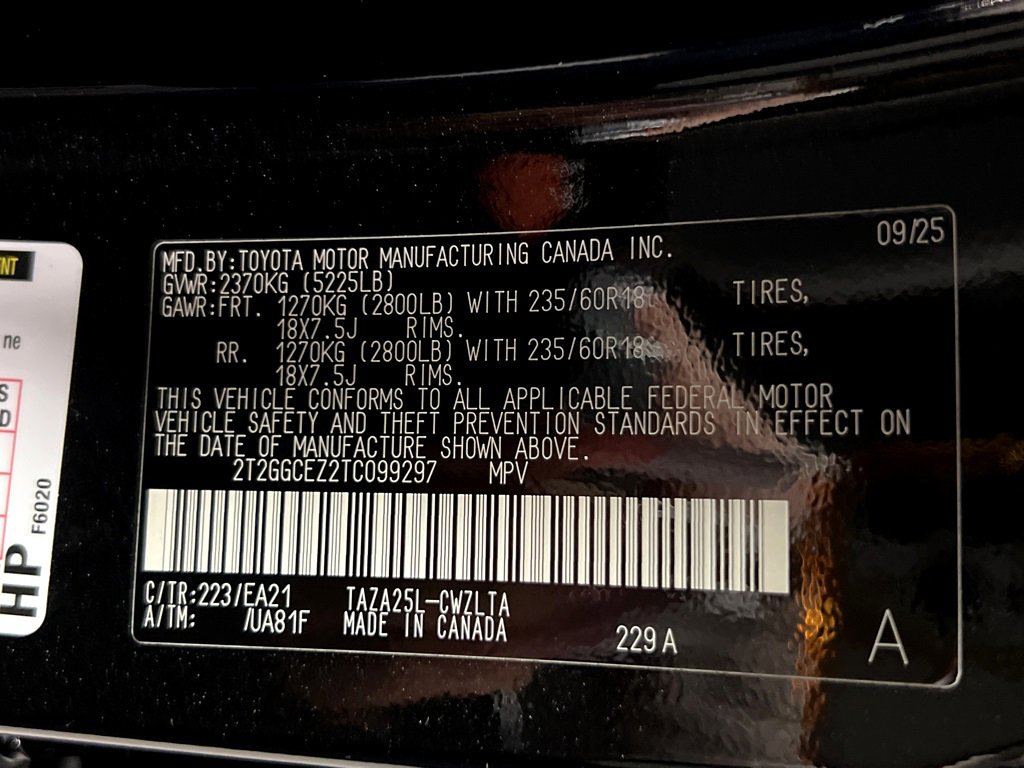 09/25
MFD.BY:TOYOTA MOTOR MANUFACTURING CANADA INC.
GVWR:2370KG (5225LB)
GAWR:FRT. 1270KG (2800LB) WITH 235/60R18 TIRES,
18X7.5J RIMS.
RR. 1270KG (2800LB) WITH 235/60R18 TIRES,
18X7.5J RIMS.
THIS VEHICLE CONFORMS TO ALL APPLICABLE FEDERAL MOTOR
VEHICLE SAFETY AND THEFT PREVENTION STANDARDS IN EFFECT ON
THE DATE OF MANUFACTURE SHOWN ABOVE.
2T2GGCEZ2TC099297 MPV
C/TR:223/EA21 TAZA25L-CWZLTA
A/TM: /UA81F MADE IN CANADA
229A
A
NT
ne
S
D
F6020
HP